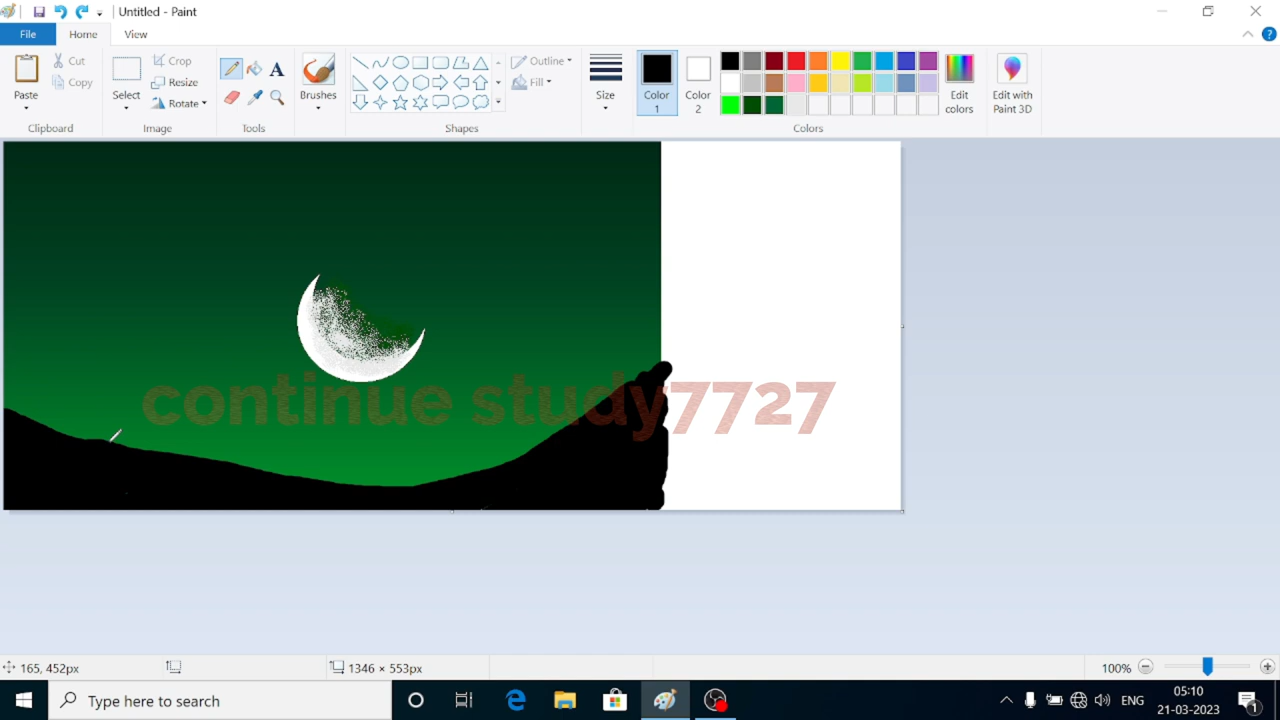 Untitled - Paint
File
Home
View
Paste
Cut
Copy
Clipboard
Select
Crop
Resize
Rotate
Image
A
Tools
Brushes
Shapes
Outline
Fill
Size
Color
1
Color
2
Colors
Edit
colors
Edit with
Paint 3D
continue study7727
165, 452px
1346 × 553px
100%
Type here to search
ENG
05:10
21-03-2023
1